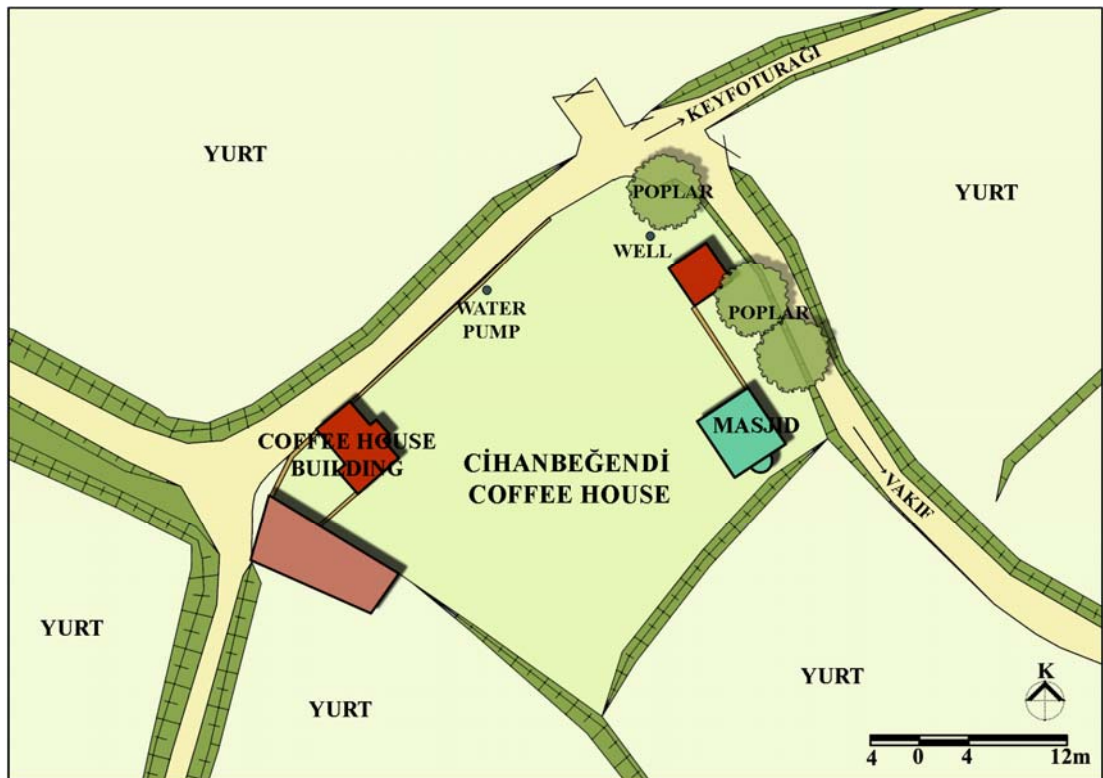 KEYFOTURAĞI
YURT
POPLAR
YURT
WELL
WATER
PUMP
POPLAR
MASJID
COFFEE HOUSE
BUILDING
CİHANBEĞENDİ
COFFEE HOUSE
VAKIF
YURT
YURT
YURT
K
4 0 4 12m